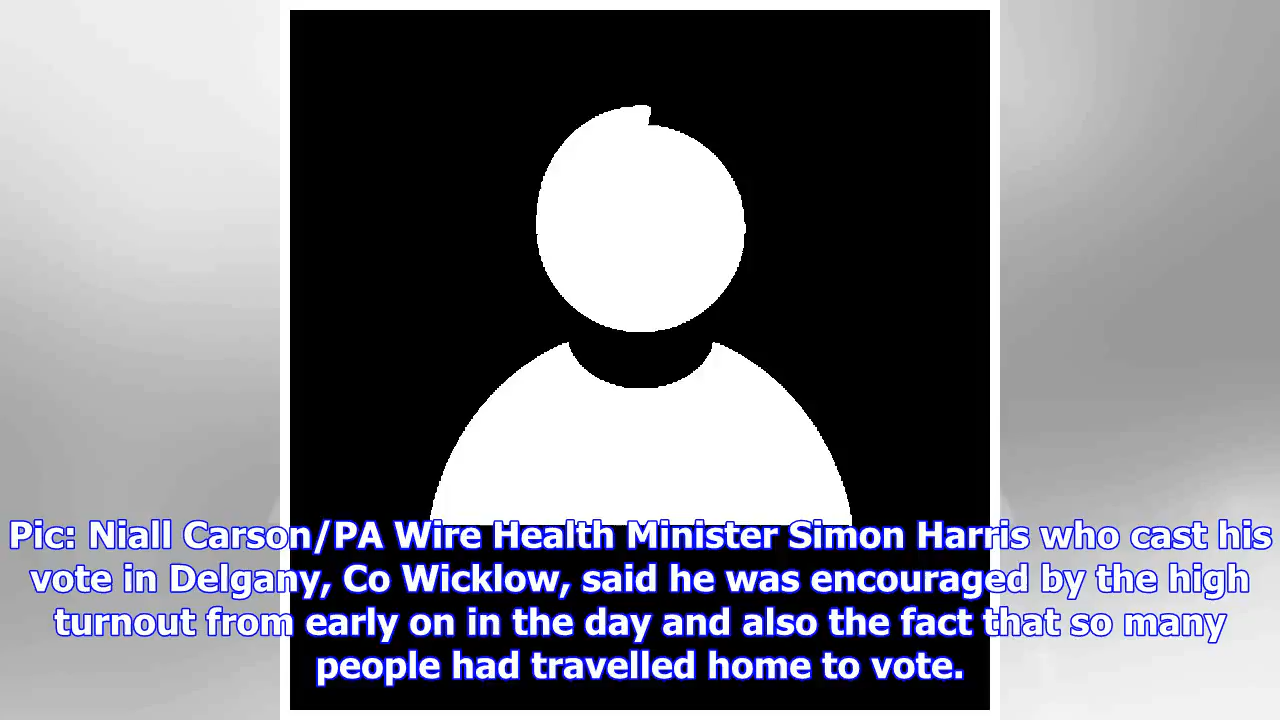 Pic: Niall Carson/PA Wire Health Minister Simon Harris who cast his
vote in Delgany, Co Wicklow, said he was encouraged by the high
turnout from early on in the day and also the fact that so many
people had travelled home to vote.